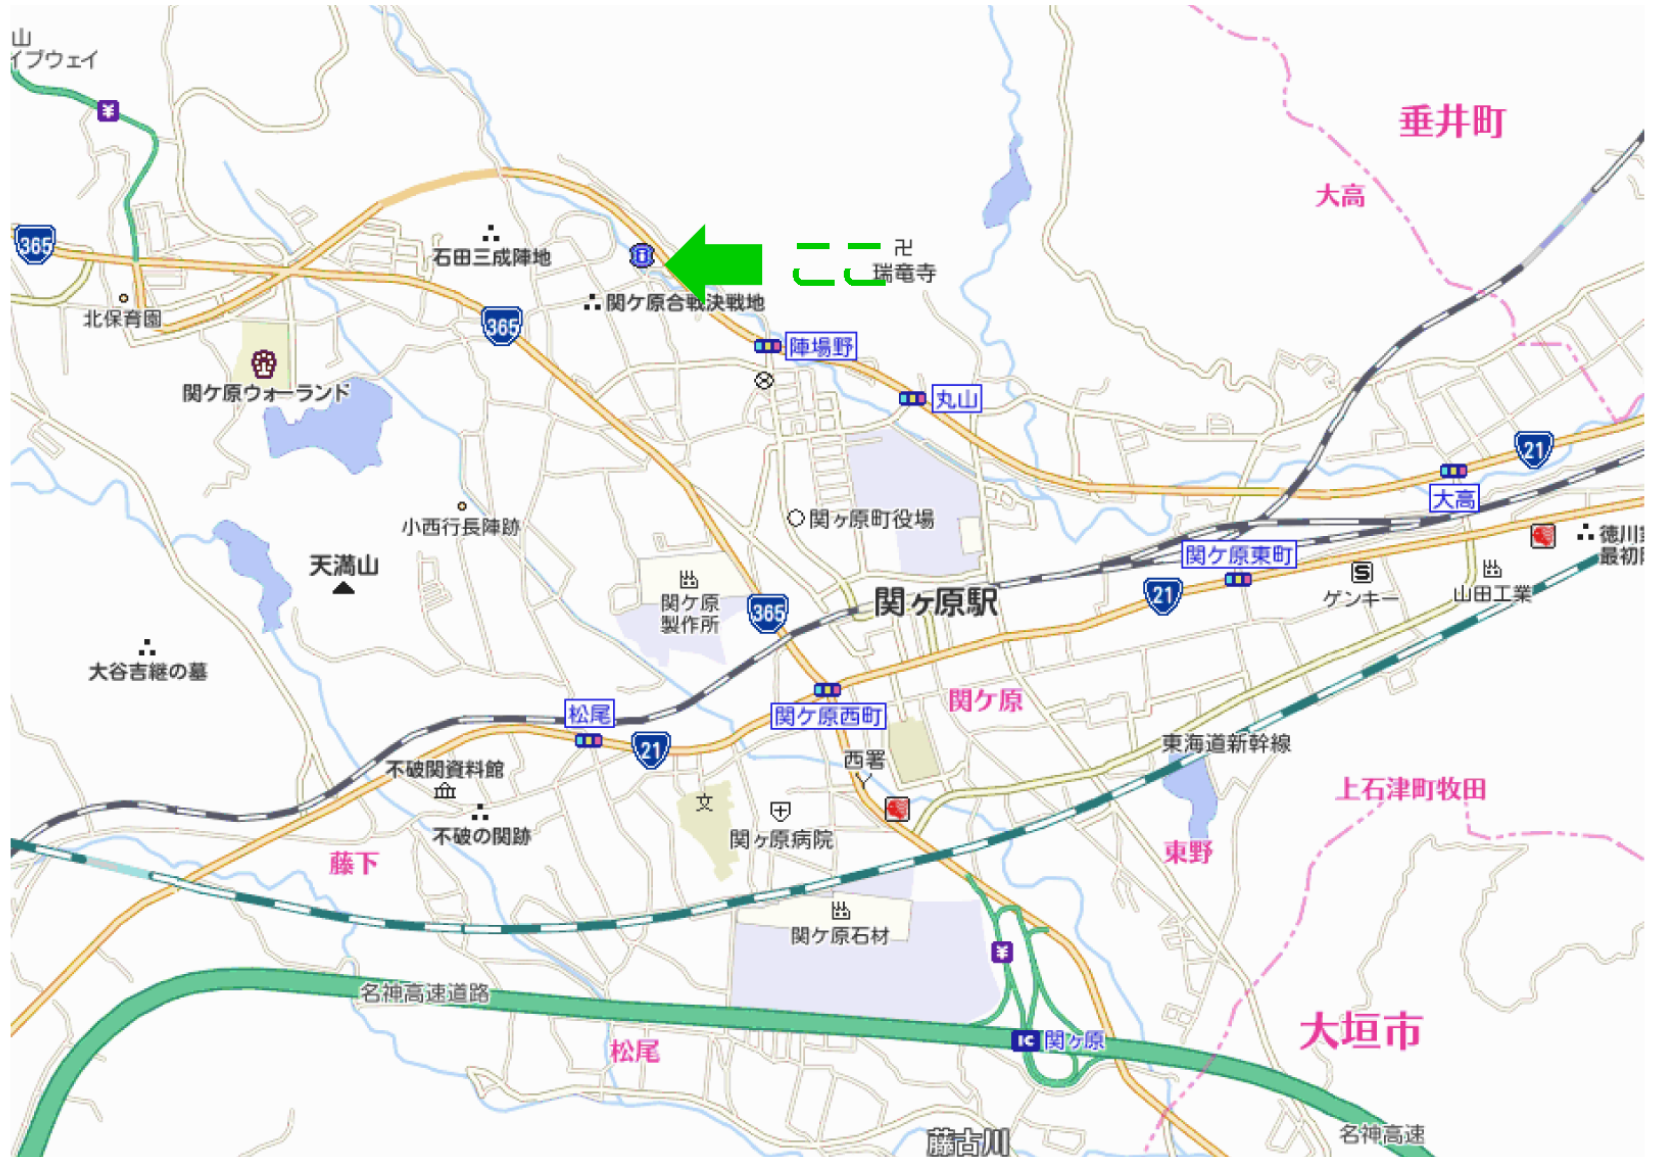 山
イブウェイ
¥
垂井町
大高
365
石田三成陣地
ここ
卍
瑞竜寺
関ケ原合戦決戦地
北保育園
365
陣場野
関ケ原ウォーランド
丸山
21
大高
小西行長陣跡
関ヶ原町役場
天満山
関ケ原東町
徳川
最初
関ケ原
製作所
365
関ヶ原駅
21
S
ゲンキー
山田工業
大谷吉継の墓
関ケ原
松尾
関ケ原西町
21
西署
東海道新幹線
不破関資料館
上石津町牧田
文
不破の関跡
関ヶ原病院
藤下
東野
関ケ原石材
¥
名神高速道路
IC
関ヶ原
大垣市
松尾
名神高速
藤古川